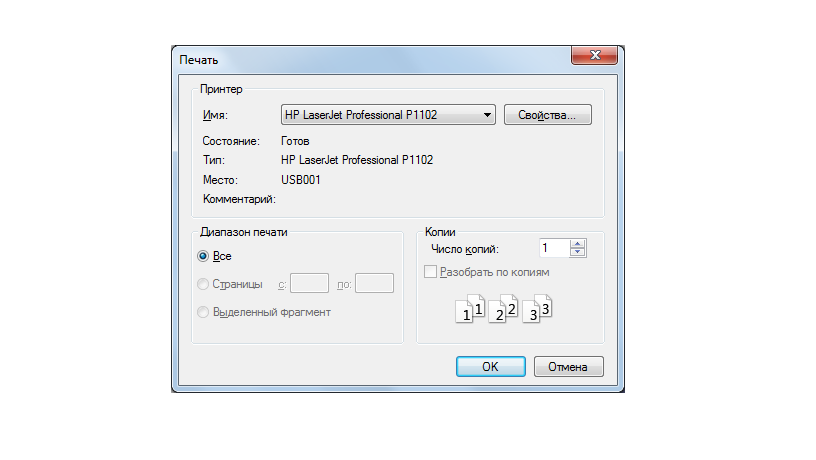 Печать
Принтер
Имя: HP LaserJet Professional P1102 Свойства...
Состояние: Готов
Тип: HP LaserJet Professional P1102
Место: USB001
Комментарий:
Диапазон печати
Все
Страницы с: по:
Выделенный фрагмент
Копии
Число копий: 1
Разобрать по копиям
1 1 2 2 3 3
OK Отмена